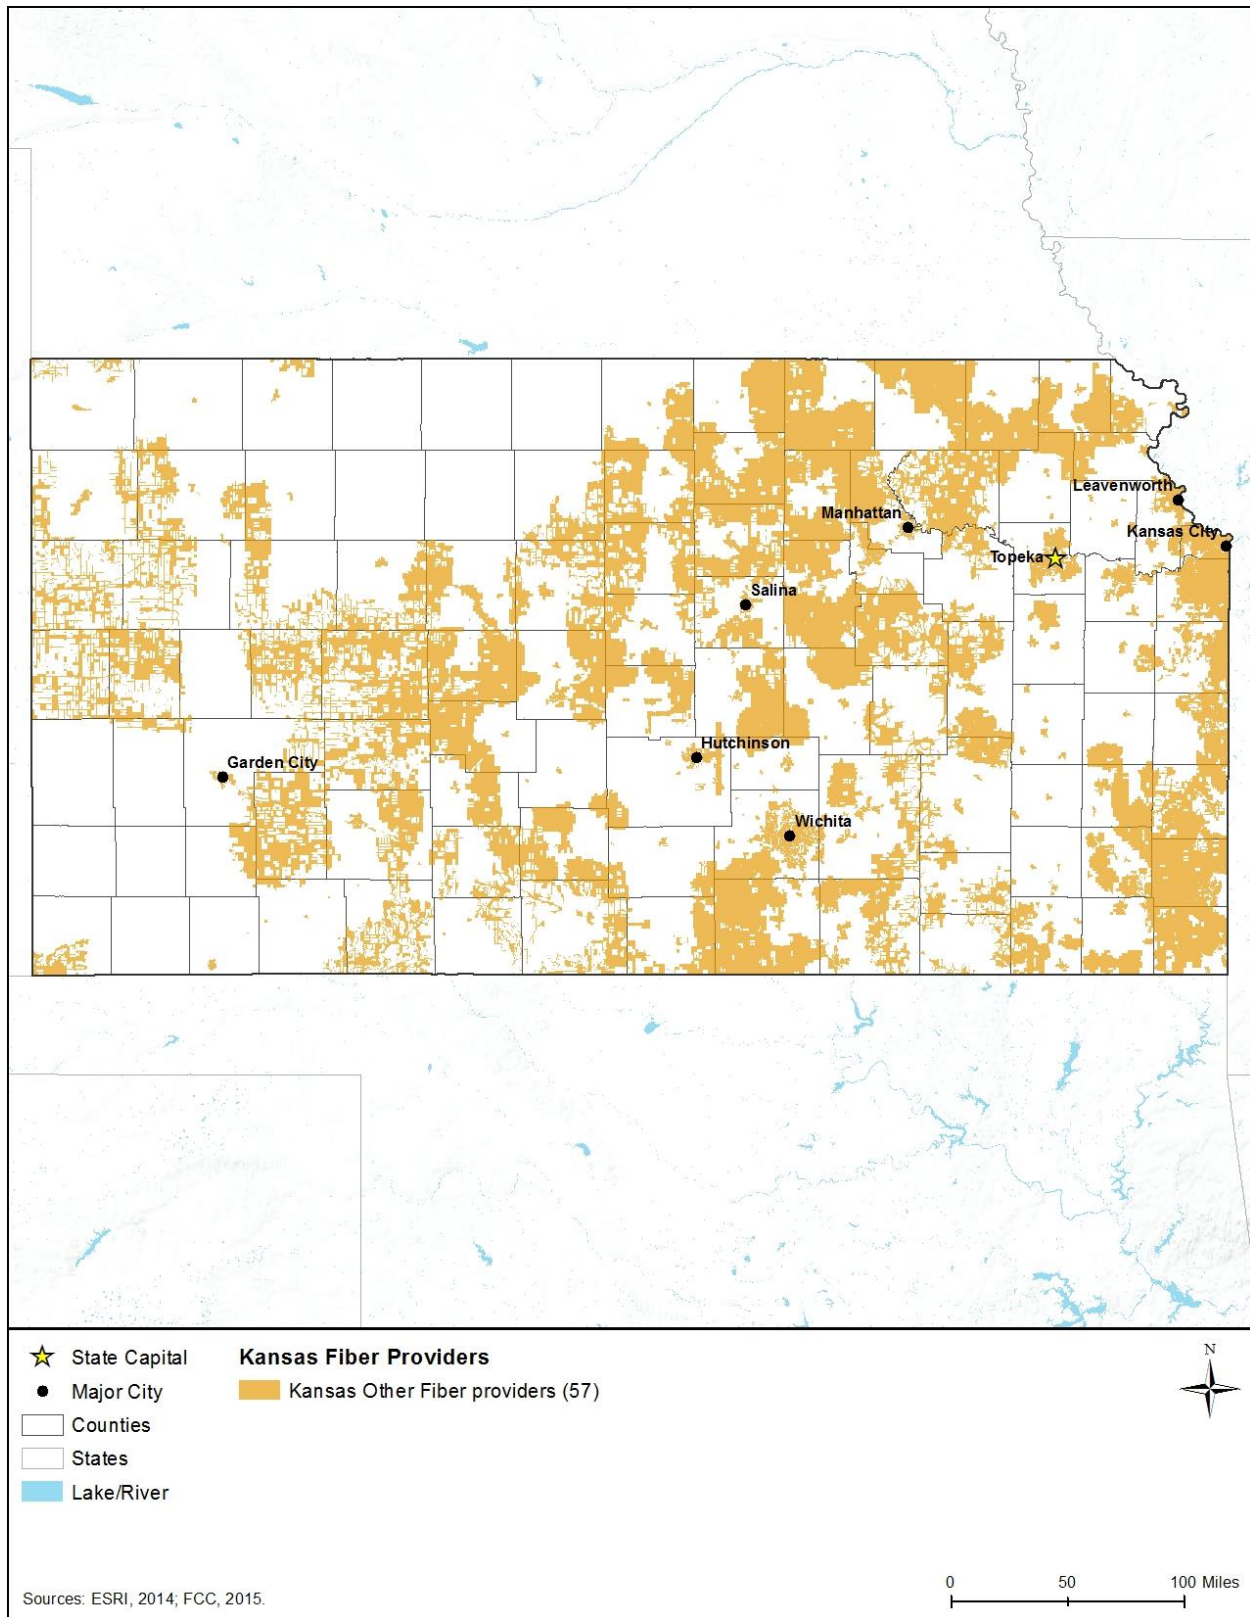 Leavenworth
Manhattan
Kansas City
Topeka
Salina
Hutchinson
Garden City
Wichita
State Capital
Kansas Fiber Providers
N
Major City
Kansas Other Fiber providers (57)
Counties
States
Lake/River
0 50 100 Miles
Sources: ESRI, 2014; FCC, 2015.